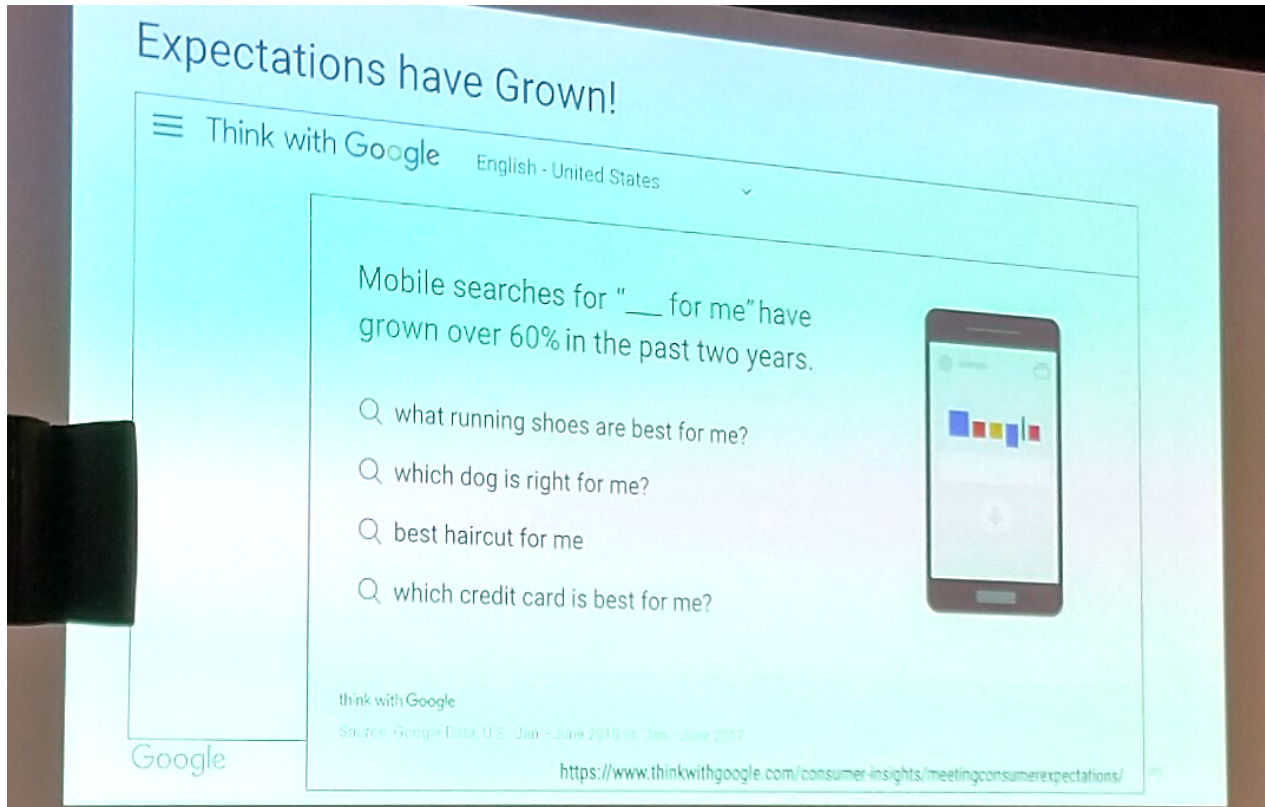 Expectations have Grown!
Think with Google English - United States
Mobile searches for “___ for me” have
grown over 60% in the past two years.
what running shoes are best for me?
which dog is right for me?
best haircut for me
which credit card is best for me?
think with Google
Source: Google Data, U.S., Jan.–June 2015 vs. Jan.–June 2017
Google
https://www.thinkwithgoogle.com/consumer-insights/meetingconsumerexpectations/